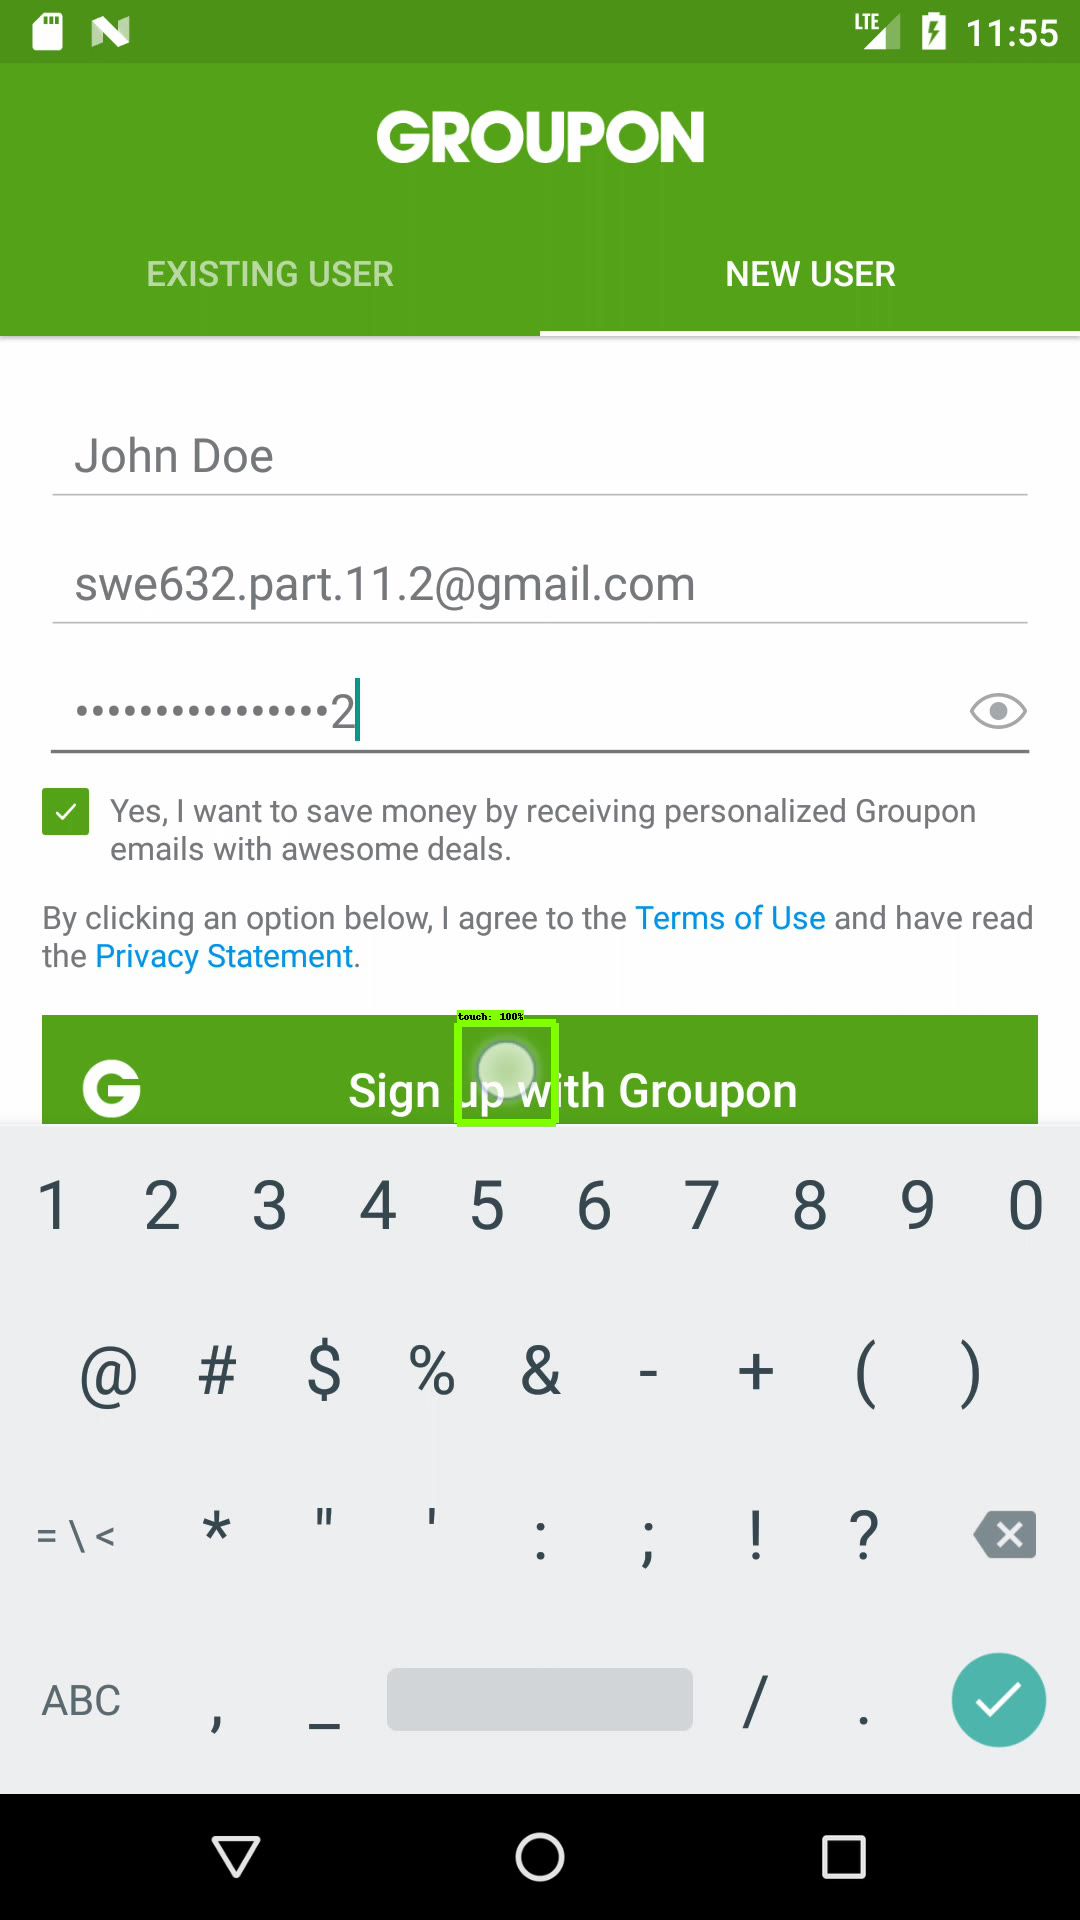 LTE 11:55
GROUPON
EXISTING USER NEW USER
John Doe
swe632.part.11.2@gmail.com
••••••••••••••••2
Yes, I want to save money by receiving personalized Groupon
emails with awesome deals.
By clicking an option below, I agree to the Terms of Use and have read
the Privacy Statement.
touch: 100%
G Sign up with Groupon
1 2 3 4 5 6 7 8 9 0
@ # $ % & - + ( )
= \ < * " ' : ; ! ?
ABC , _ / .